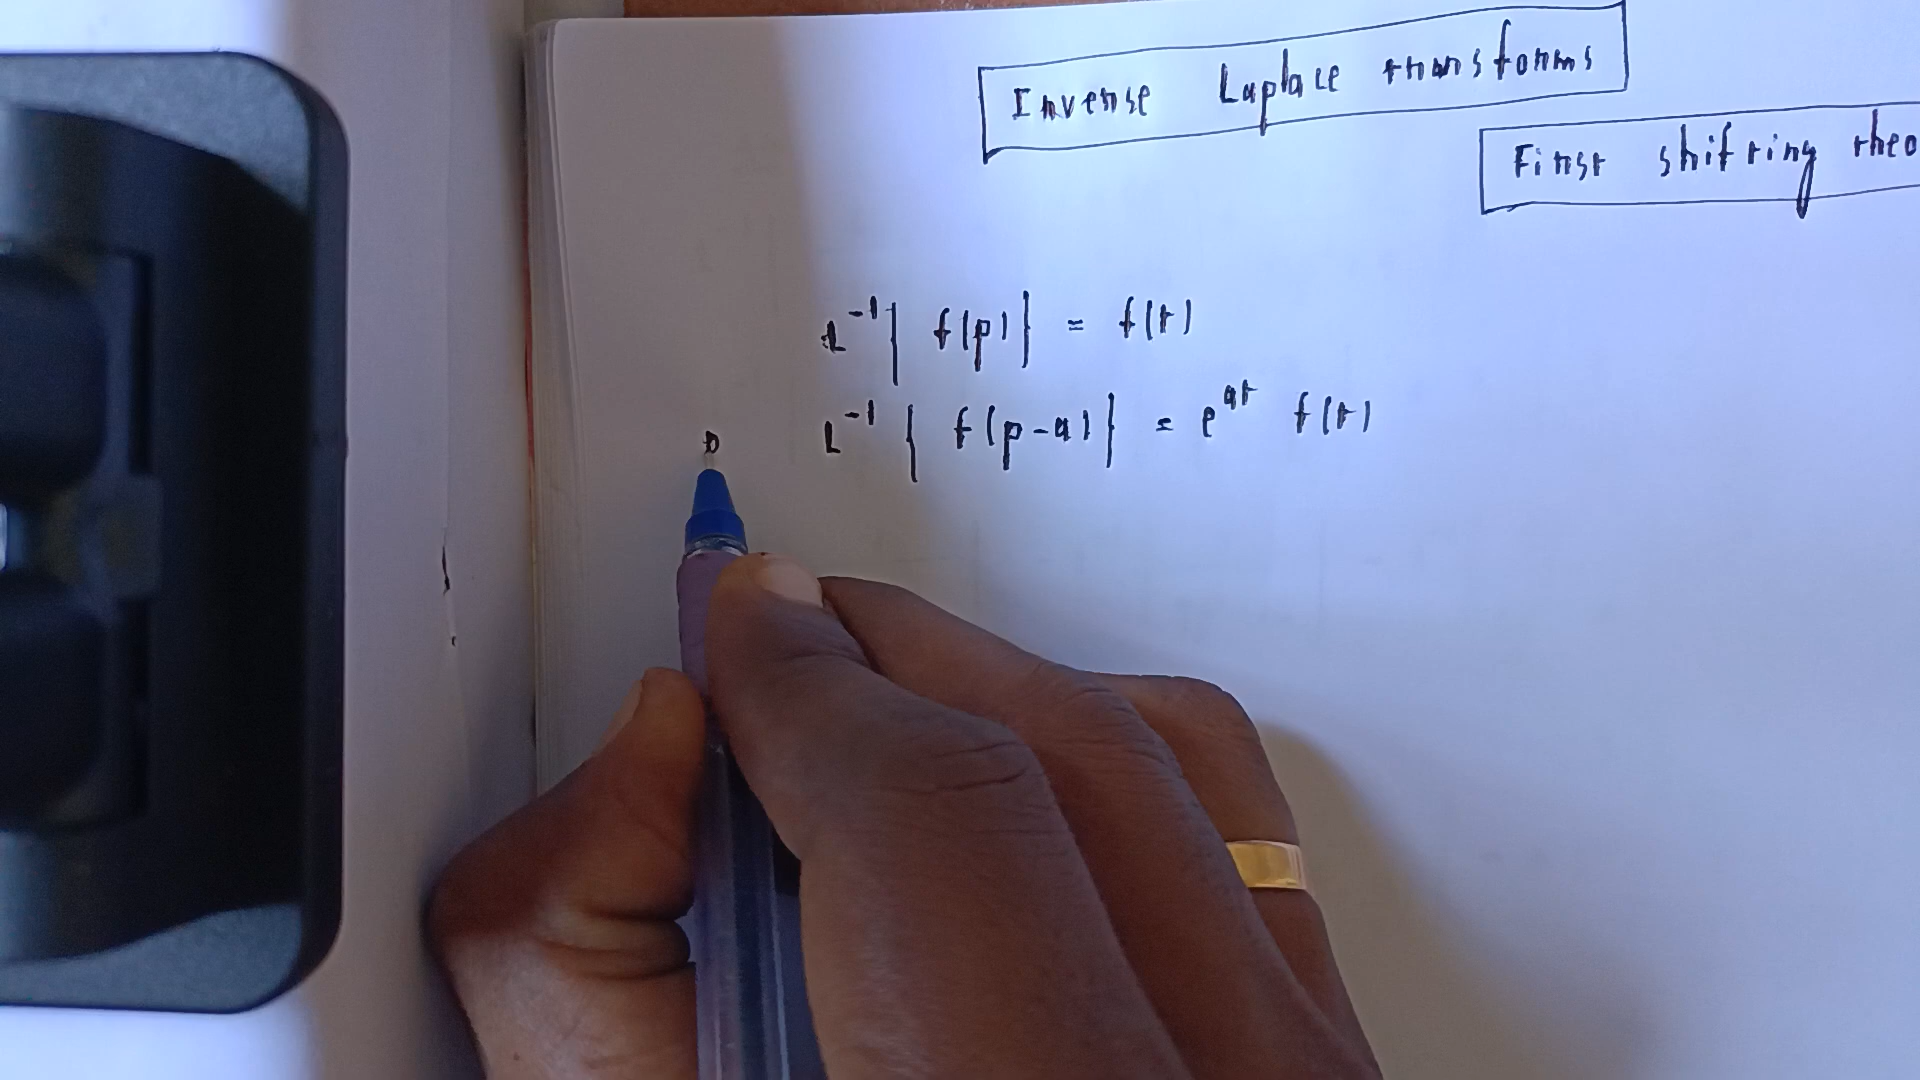 Inverse Laplace transforms
First shifting theo
L⁻¹{ f(p)} = f(t)
L⁻¹{ f(p-a)} = e^at f(t)